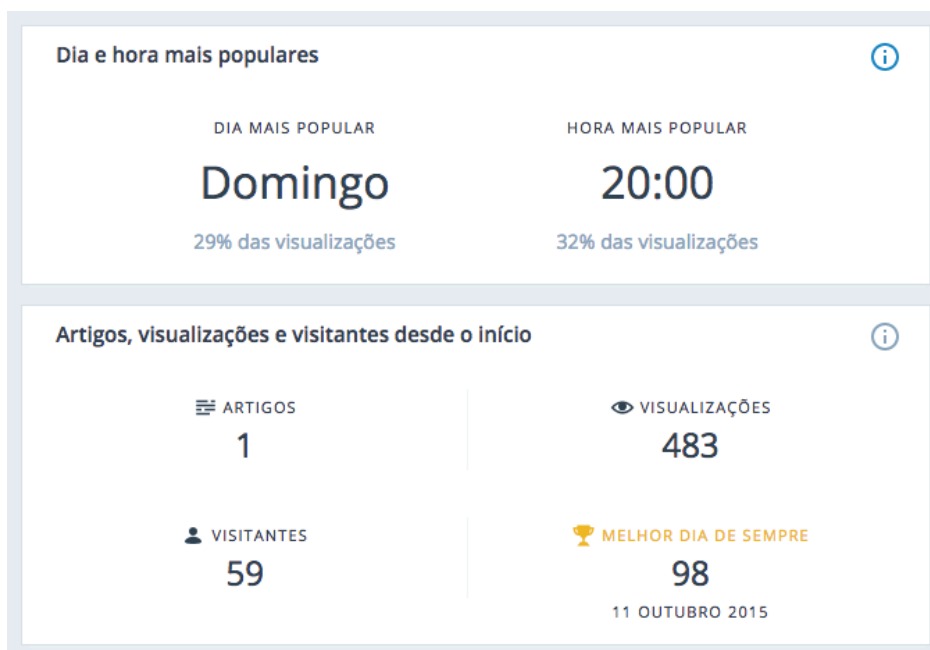 Dia e hora mais populares
DIA MAIS POPULAR
Domingo
29% das visualizações
HORA MAIS POPULAR
20:00
32% das visualizações
Artigos, visualizações e visitantes desde o início
ARTIGOS
1
VISUALIZAÇÕES
483
VISITANTES
59
MELHOR DIA DE SEMPRE
98
11 OUTUBRO 2015